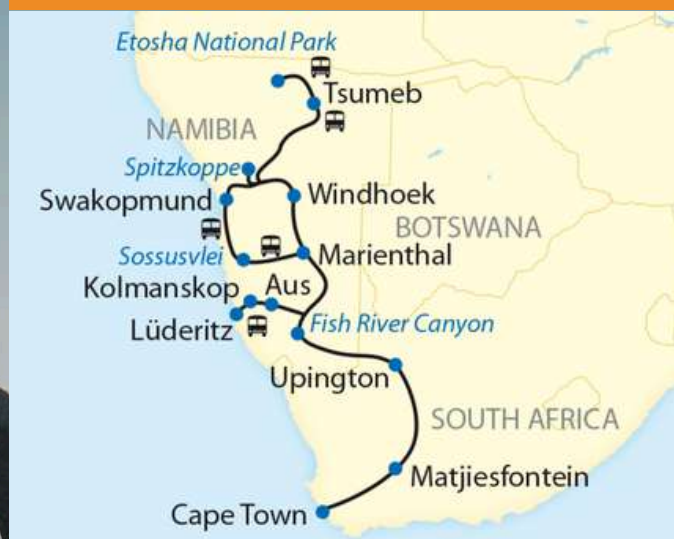 Etosha National Park
Tsumeb
NAMIBIA
Spitzkoppe
Swakopmund
Windhoek
BOTSWANA
Sossusvlei
Marienthal
Kolmanskop
Aus
Lüderitz
Fish River Canyon
Upington
SOUTH AFRICA
Matjiesfontein
Cape Town